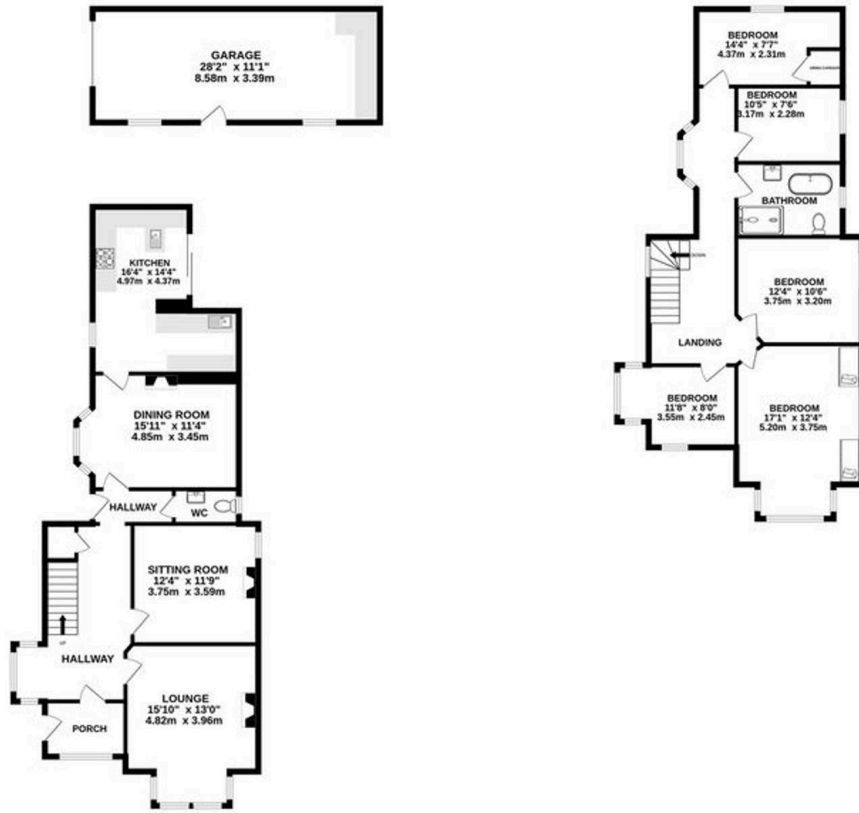 GARAGE
28'2" x 11'1"
8.58m x 3.39m
KITCHEN
16'4" x 14'4"
4.97m x 4.37m
DINING ROOM
15'11" x 11'4"
4.85m x 3.45m
HALLWAY
WC
SITTING ROOM
12'4" x 11'9"
3.75m x 3.59m
UP
HALLWAY
LOUNGE
15'10" x 13'0"
4.82m x 3.96m
PORCH
BEDROOM
14'4" x 7'7"
4.37m x 2.31m
BEDROOM
10'5" x 7'6"
3.17m x 2.28m
BATHROOM
DOWN
BEDROOM
12'4" x 10'6"
3.75m x 3.20m
LANDING
BEDROOM
11'8" x 8'0"
3.55m x 2.45m
BEDROOM
17'1" x 12'4"
5.20m x 3.75m